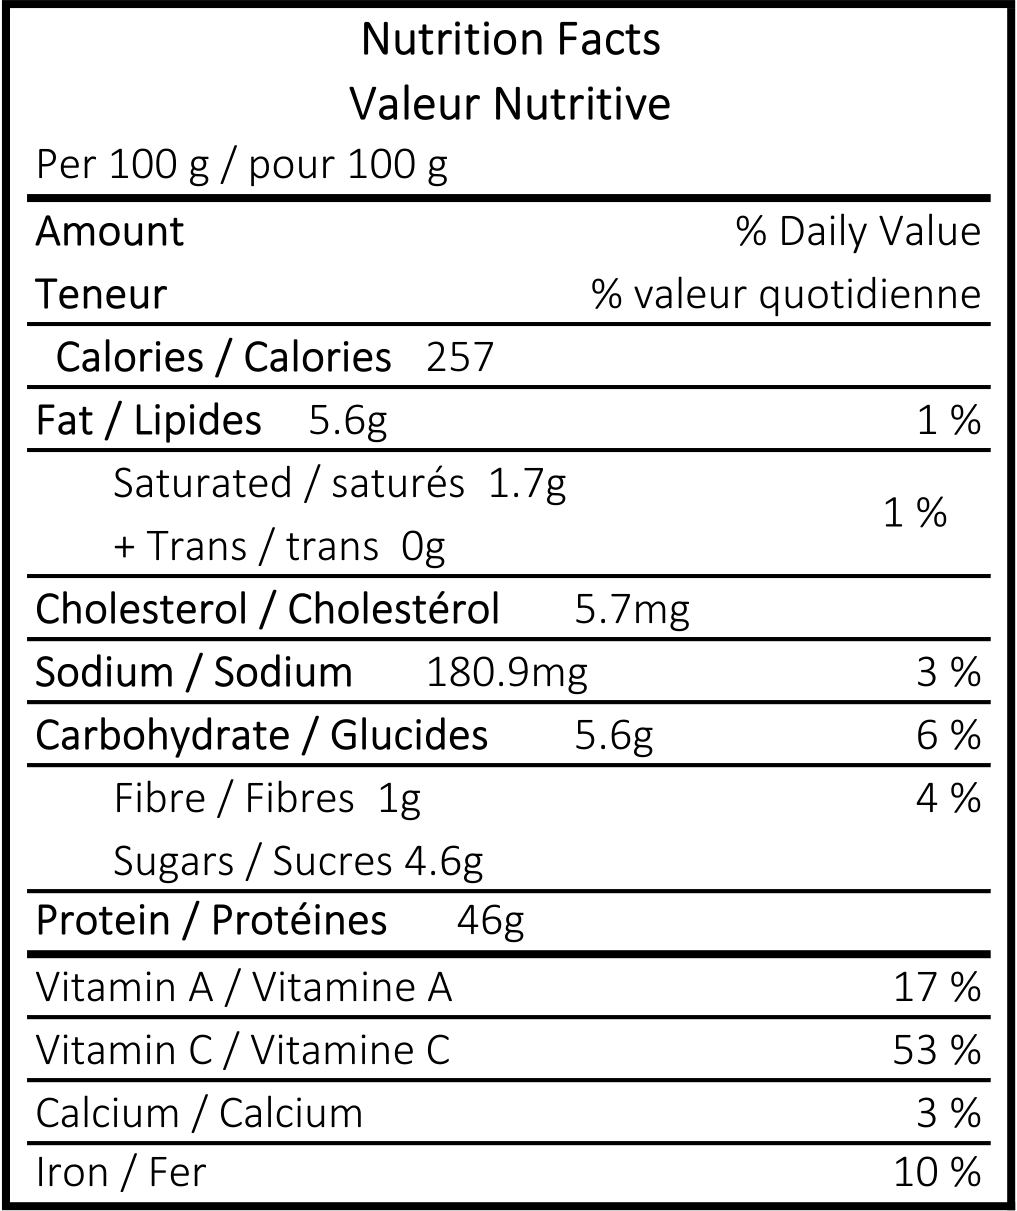 Nutrition Facts
Valeur Nutritive
Per 100 g / pour 100 g
Amount % Daily Value
Teneur % valeur quotidienne
Calories / Calories 257
Fat / Lipides 5.6g 1 %
Saturated / saturés 1.7g
1 %
+ Trans / trans 0g
Cholesterol / Cholestérol 5.7mg
Sodium / Sodium 180.9mg 3 %
Carbohydrate / Glucides 5.6g 6 %
Fibre / Fibres 1g 4 %
Sugars / Sucres 4.6g
Protein / Protéines 46g
Vitamin A / Vitamine A 17 %
Vitamin C / Vitamine C 53 %
Calcium / Calcium 3 %
Iron / Fer 10 %